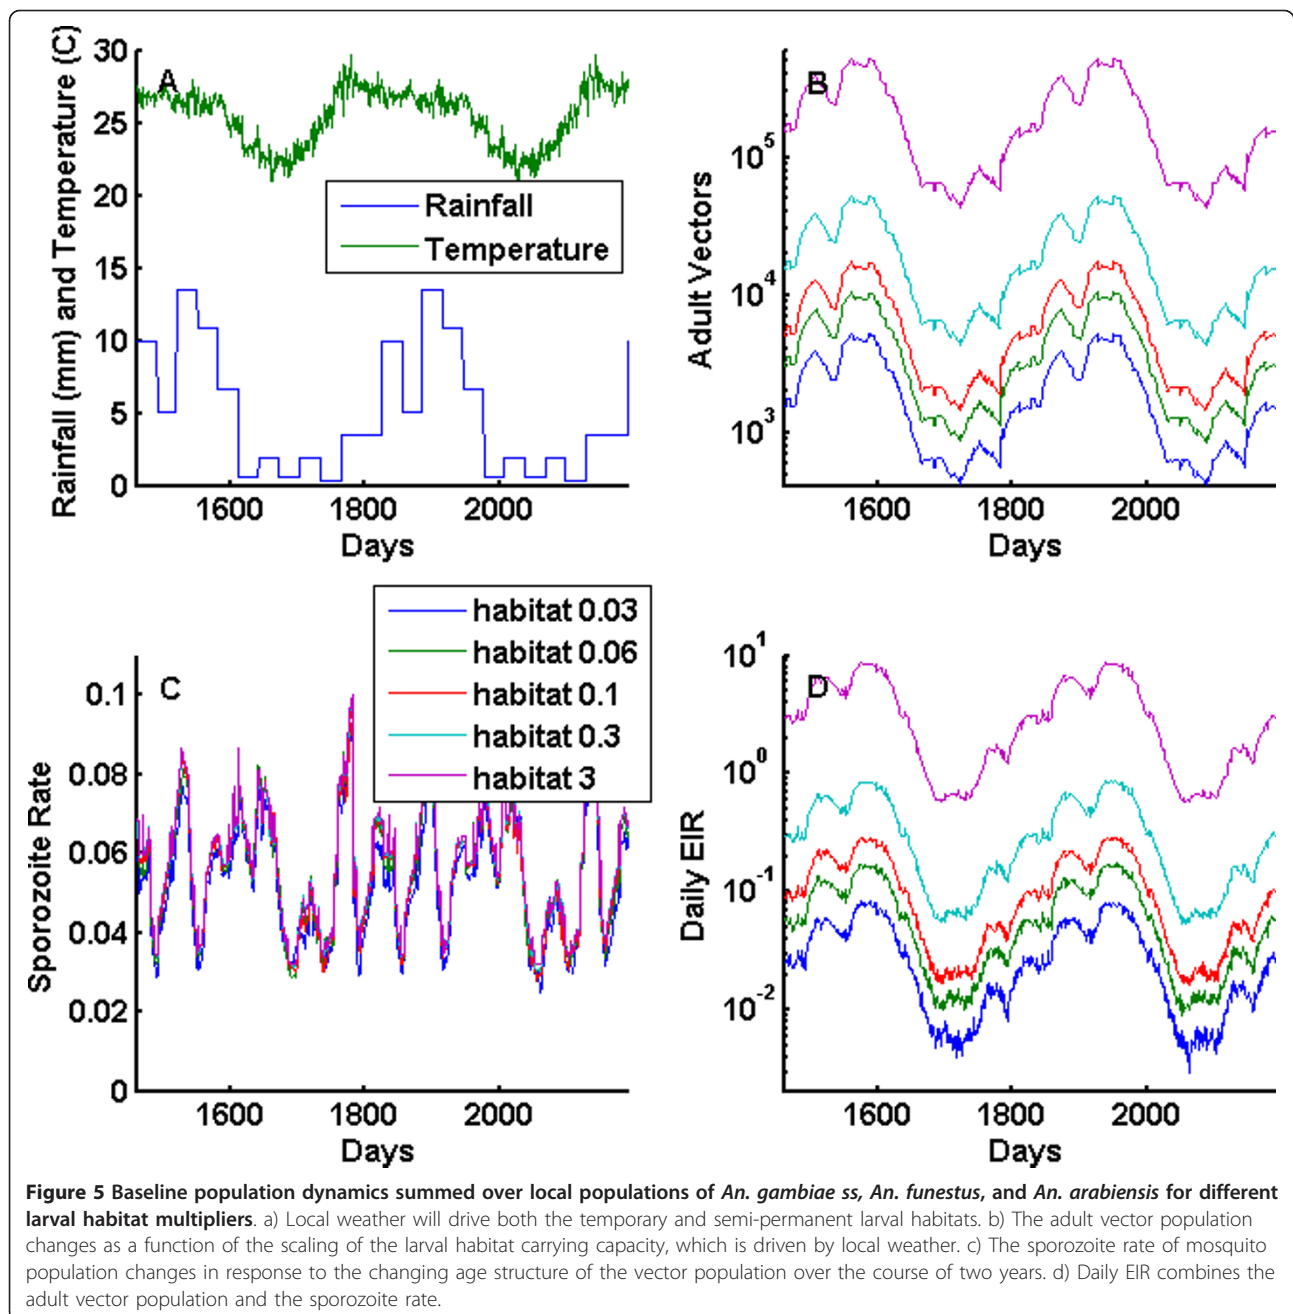 A
Rainfall (mm) and Temperature (C)
30
25
20
15
10
5
0
Rainfall
Temperature
1600
1800
2000
Days
B
Adult Vectors
10^5
10^4
10^3
1600
1800
2000
Days
C
Sporozoite Rate
0.1
0.08
0.06
0.04
0.02
0
habitat 0.03
habitat 0.06
habitat 0.1
habitat 0.3
habitat 3
1600
1800
2000
Days
D
Daily EIR
10^1
10^0
10^-1
10^-2
1600
1800
2000
Days
Figure 5 Baseline population dynamics summed over local populations of An. gambiae ss, An. funestus, and An. arabiensis for different
larval habitat multipliers. a) Local weather will drive both the temporary and semi-permanent larval habitats. b) The adult vector population
changes as a function of the scaling of the larval habitat carrying capacity, which is driven by local weather. c) The sporozoite rate of mosquito
population changes in response to the changing age structure of the vector population over the course of two years. d) Daily EIR combines the
adult vector population and the sporozoite rate.